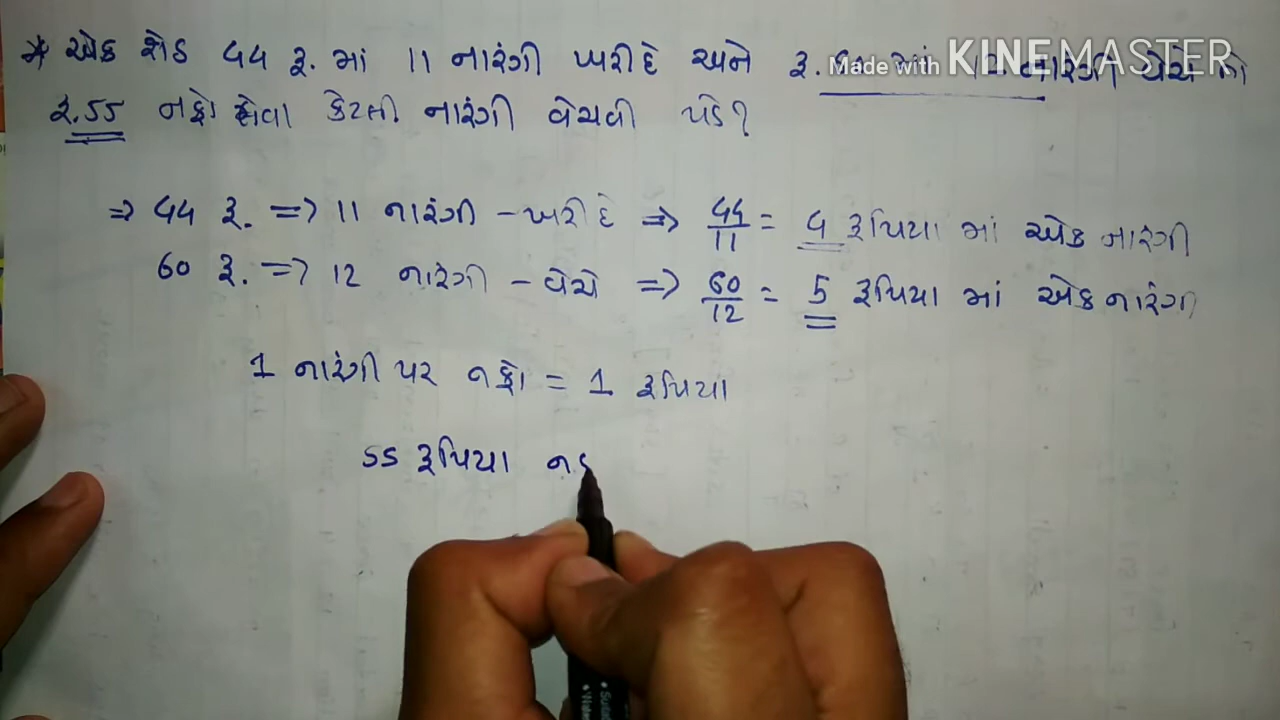 * એક શેઠ 44 રૂ. માં 11 નારંગી ખરીદે અને રૂ. નારંગી વેચે તો
Made with KINEMASTER
રૂ.55 નફો લેવા કેટલી નારંગી વેચવી પડે?
⇒ 44 રૂ. ⇒ 11 નારંગી - ખરીદે ⇒ 44/11 = 4 રૂપિયા માં એક નારંગી
60 રૂ. ⇒ 12 નારંગી - વેચે ⇒ 60/12 = 5 રૂપિયા માં એક નારંગી
1 નારંગી પર નફો = 1 રૂપિયા
55 રૂપિયા